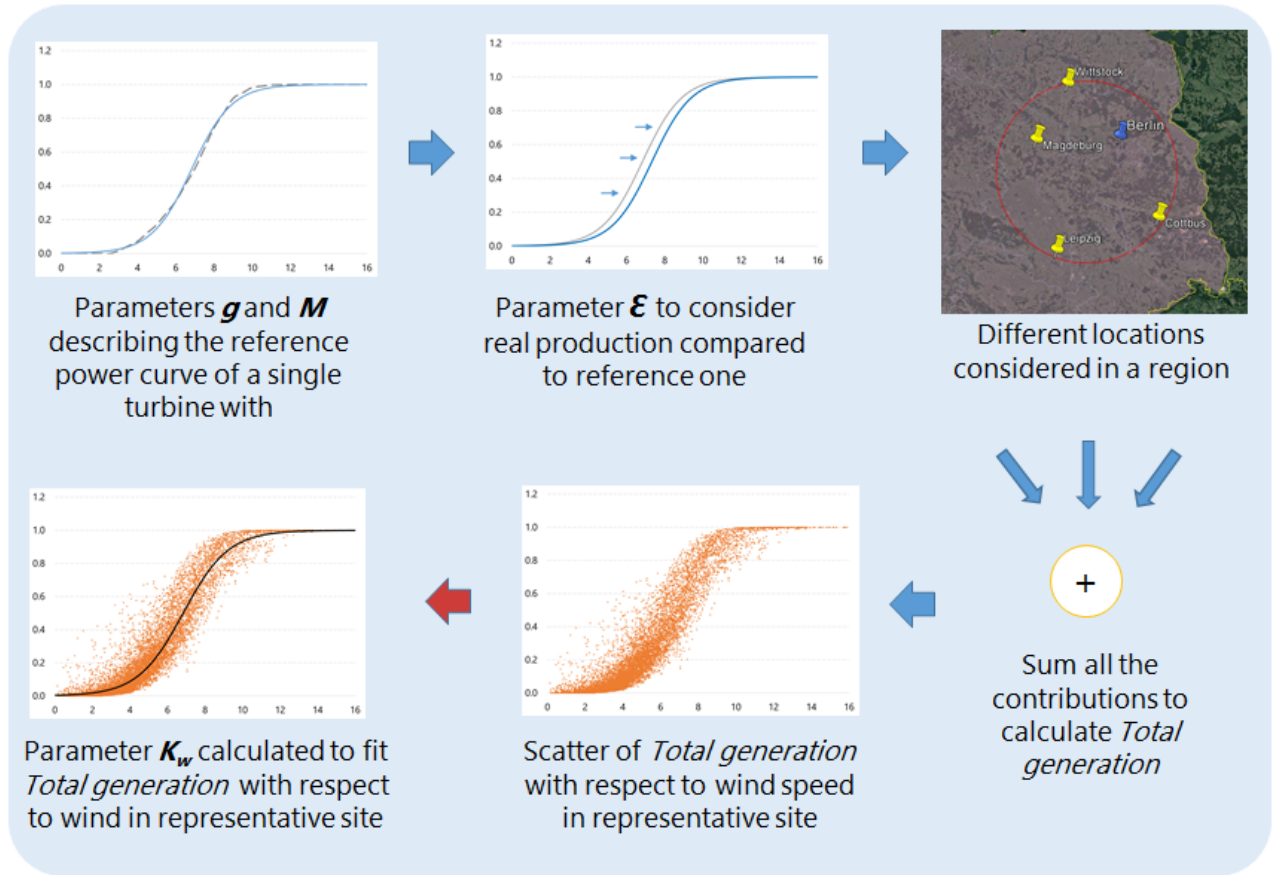 1.2
1.0
0.8
0.6
0.4
0.2
0.0
0 2 4 6 8 10 12 14 16
Parameters g and M
describing the reference
power curve of a single
turbine with
1.2
1.0
0.8
0.6
0.4
0.2
0.0
0 2 4 6 8 10 12 14 16
Parameter Ɛ to consider
real production compared
to reference one
Wittstock
Berlin
Magdeburg
Cottbus
Leipzig
Different locations
considered in a region
+
Sum all the
contributions to
calculate Total
generation
1.2
1.0
0.8
0.6
0.4
0.2
0.0
0 2 4 6 8 10 12 14 16
Scatter of Total generation
with respect to wind speed
in representative site
1.2
1.0
0.8
0.6
0.4
0.2
0.0
0 2 4 6 8 10 12 14 16
Parameter Kw calculated to fit
Total generation with respect
to wind in representative site